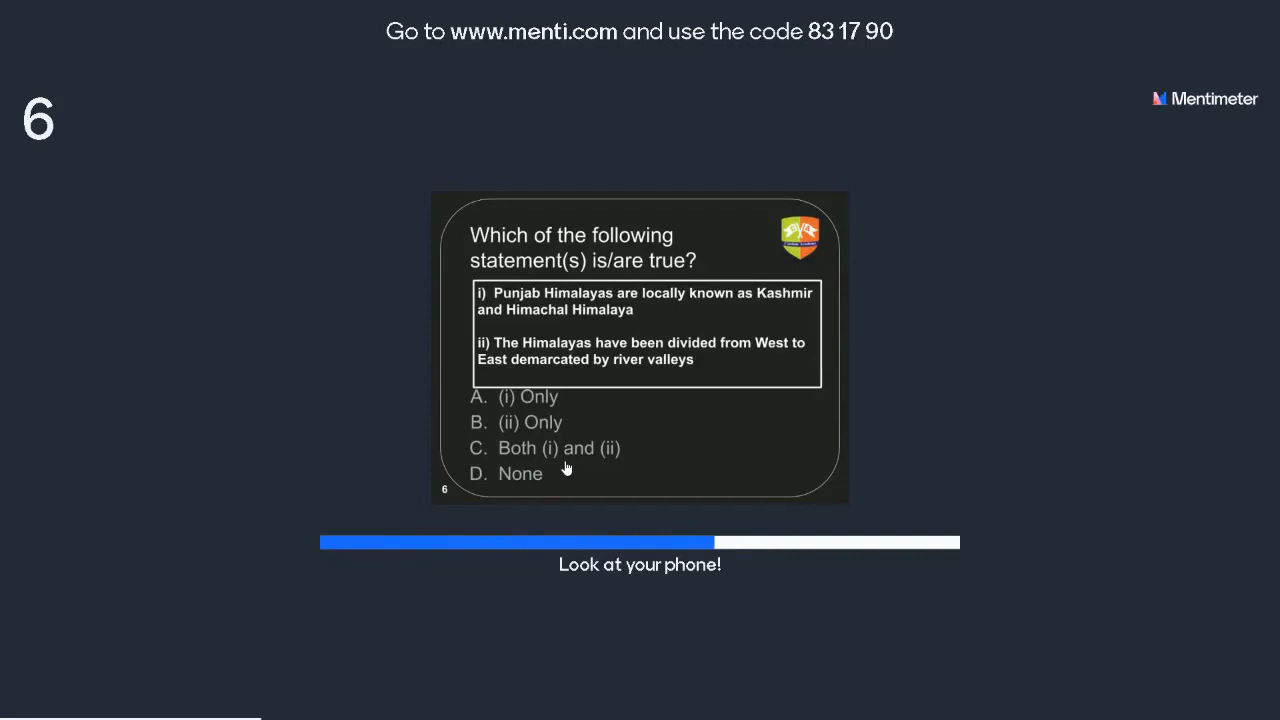 Go to www.menti.com and use the code 83 17 90
6
Mentimeter
Which of the following
statement(s) is/are true?
i) Punjab Himalayas are locally known as Kashmir
and Himachal Himalaya
ii) The Himalayas have been divided from West to
East demarcated by river valleys
A. (i) Only
B. (ii) Only
C. Both (i) and (ii)
D. None
6
Look at your phone!